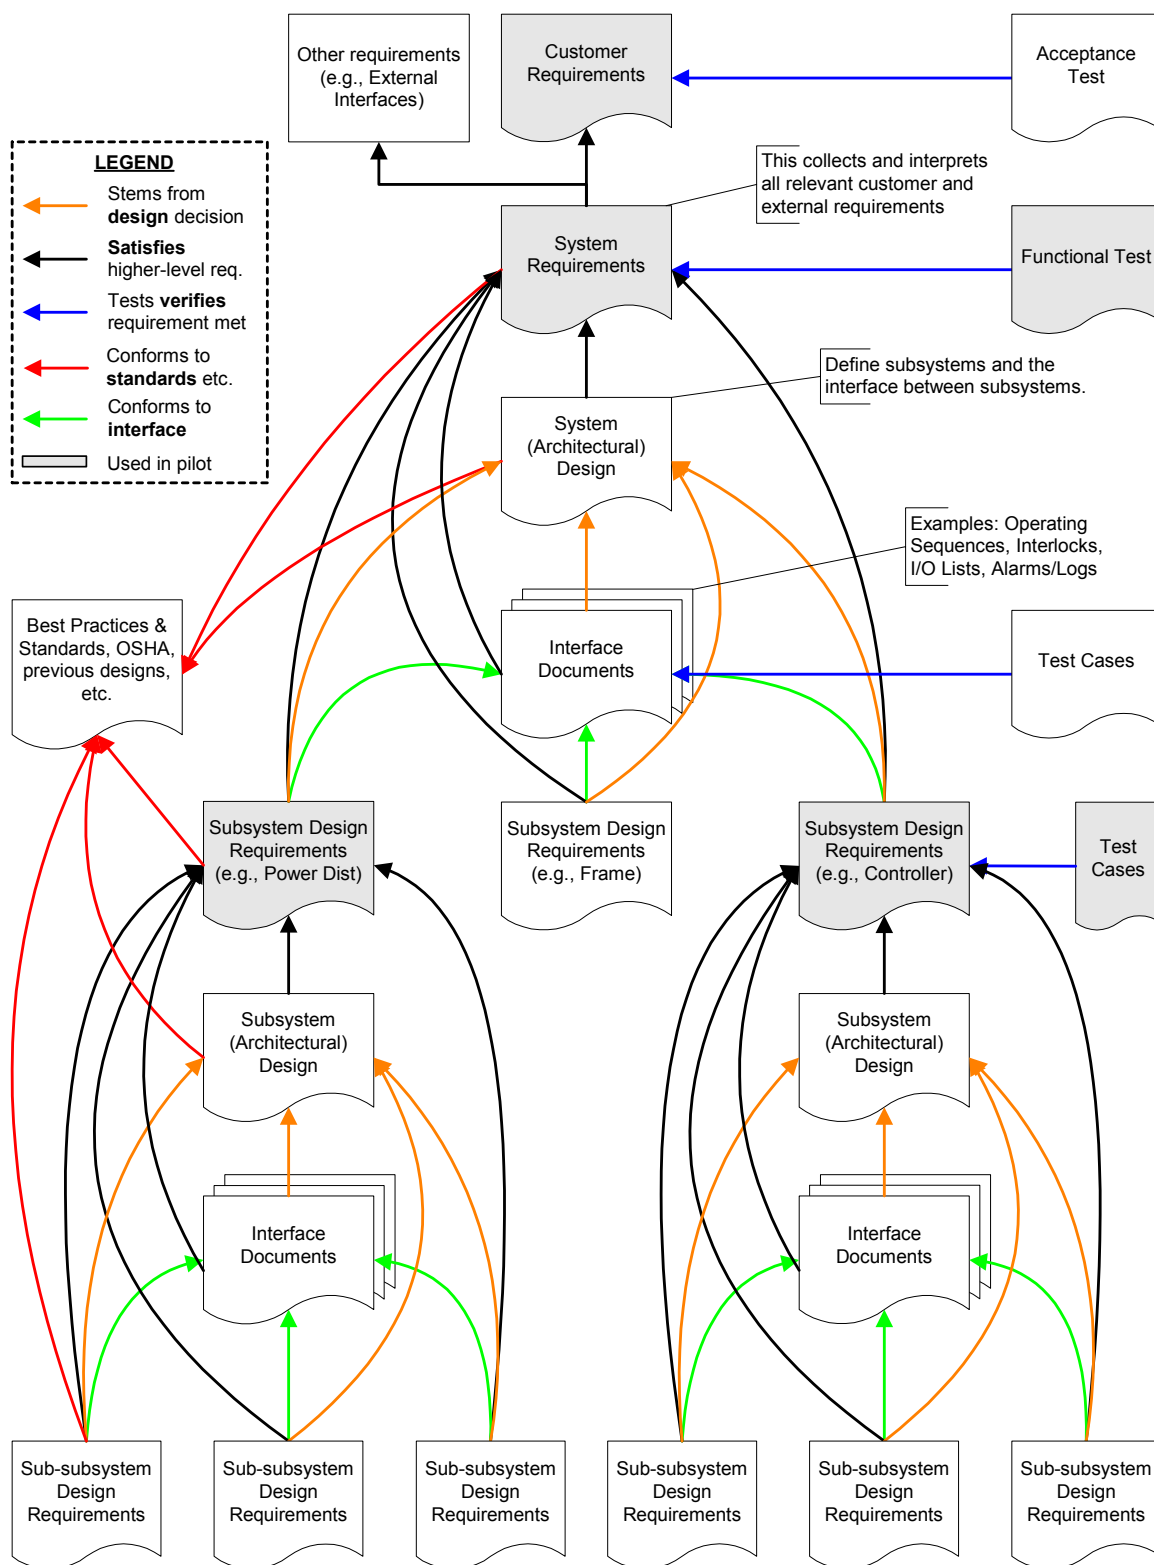 Other requirements
(e.g., External
Interfaces)
Customer
Requirements
Acceptance
Test
LEGEND
Stems from
design decision
Satisfies
higher-level req.
Tests verifies
requirement met
Conforms to
standards etc.
Conforms to
interface
Used in pilot
This collects and interprets
all relevant customer and
external requirements
System
Requirements
Functional Test
Define subsystems and the
interface between subsystems.
System
(Architectural)
Design
Examples: Operating
Sequences, Interlocks,
I/O Lists, Alarms/Logs
Best Practices &
Standards, OSHA,
previous designs,
etc.
Interface
Documents
Test Cases
Subsystem Design
Requirements
(e.g., Power Dist)
Subsystem Design
Requirements
(e.g., Frame)
Subsystem Design
Requirements
(e.g., Controller)
Test
Cases
Subsystem
(Architectural)
Design
Subsystem
(Architectural)
Design
Interface
Documents
Interface
Documents
Sub-subsystem
Design
Requirements
Sub-subsystem
Design
Requirements
Sub-subsystem
Design
Requirements
Sub-subsystem
Design
Requirements
Sub-subsystem
Design
Requirements
Sub-subsystem
Design
Requirements